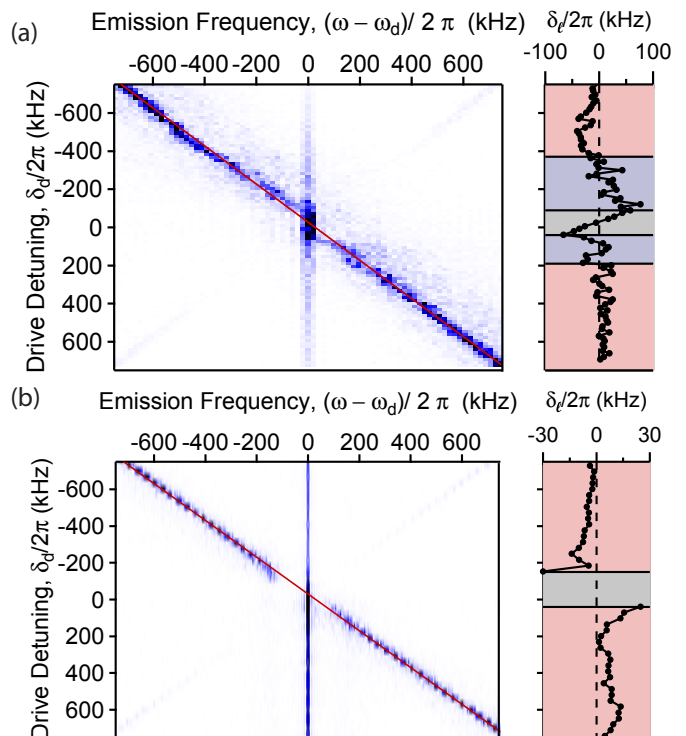 (a)
Emission Frequency, (ω − ω_d)/ 2 π (kHz)
δ_ℓ/2π (kHz)
-600 -400 -200 0 200 400 600
-100 0 100
Drive Detuning, δ_d/2π (kHz)
-600
-400
-200
0
200
400
600
(b)
Emission Frequency, (ω − ω_d)/ 2 π (kHz)
δ_ℓ/2π (kHz)
-600 -400 -200 0 200 400 600
-30 0 30
Drive Detuning, δ_d/2π (kHz)
-600
-400
-200
0
200
400
600